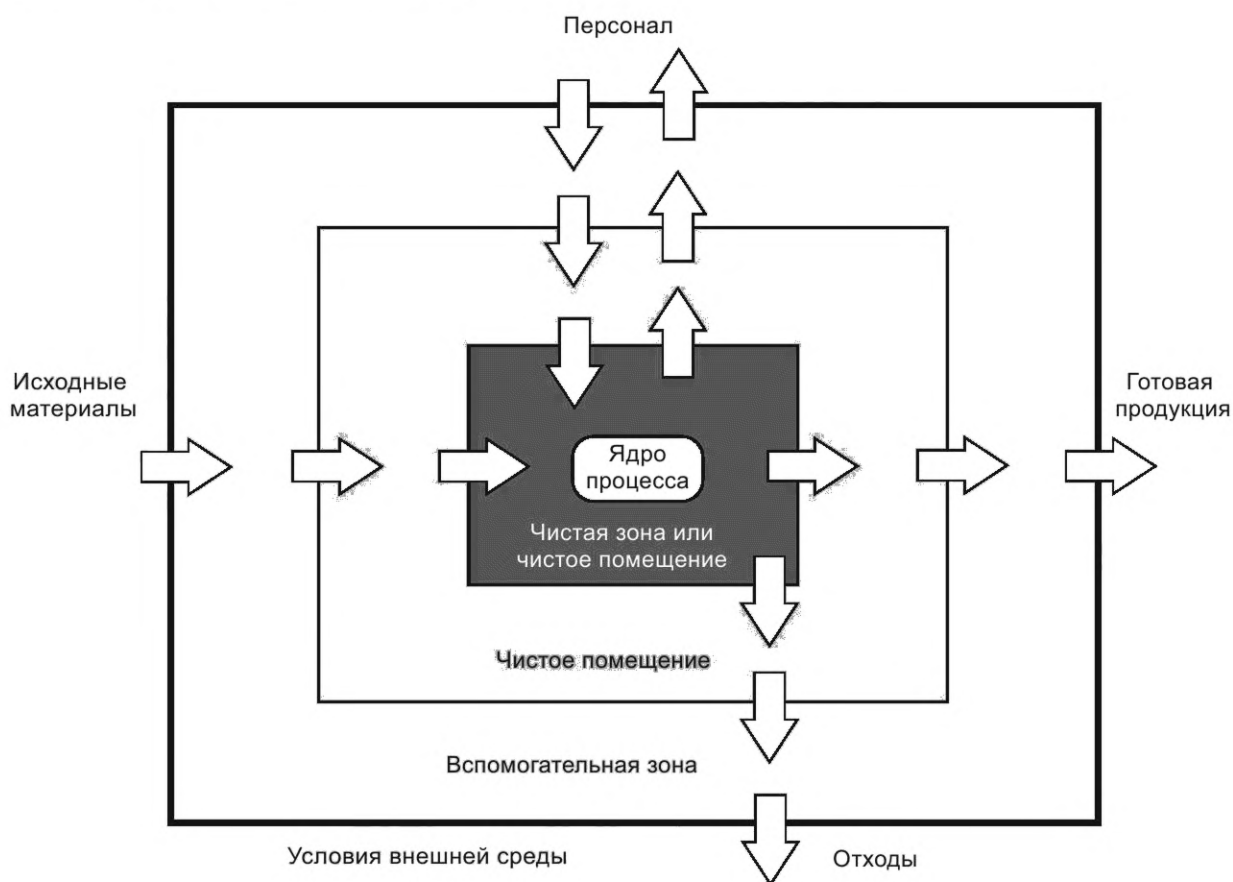 Персонал
Исходные
материалы
Готовая
продукция
Ядро
процесса
Чистая зона или
чистое помещение
Чистое помещение
Вспомогательная зона
Условия внешней среды
Отходы